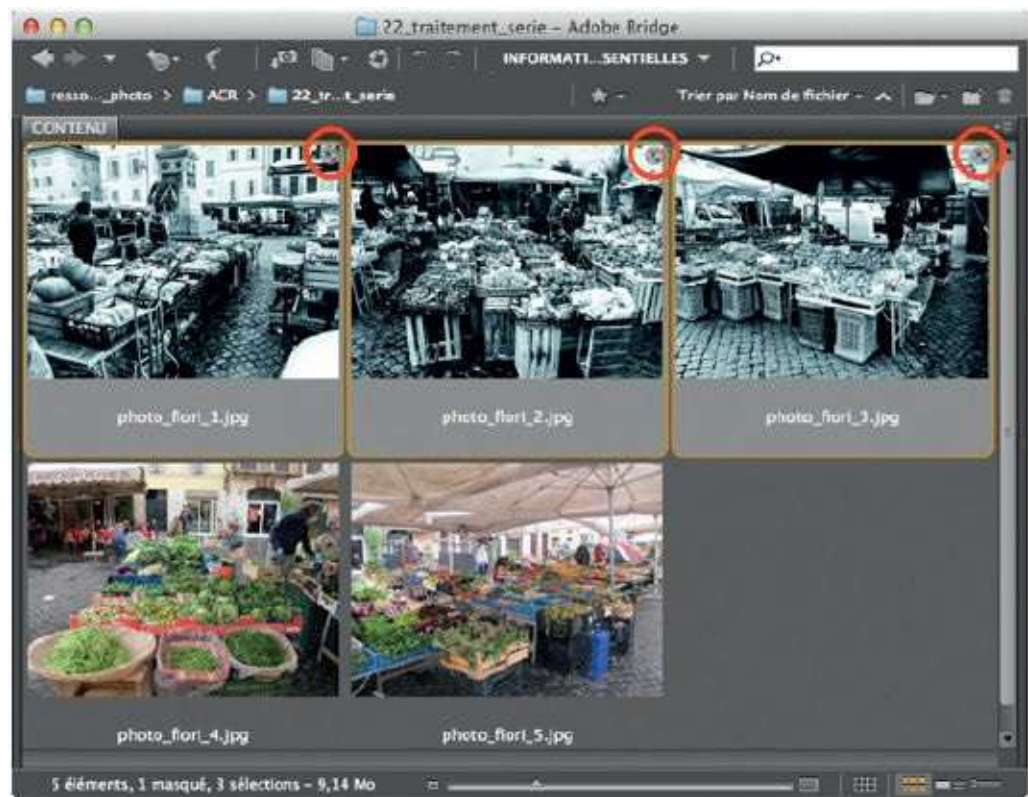 22_traitement_serie – Adobe Bridge
INFORMATI...SENTIELLES
resso..._photo > ACR > 22_tr...t_serie
Trier par Nom de fichier
CONTENU
photo_fiori_1.jpg
photo_fiori_2.jpg
photo_fiori_3.jpg
photo_fiori_4.jpg
photo_fiori_5.jpg
5 éléments, 1 masqué, 3 sélections – 9,14 Mo